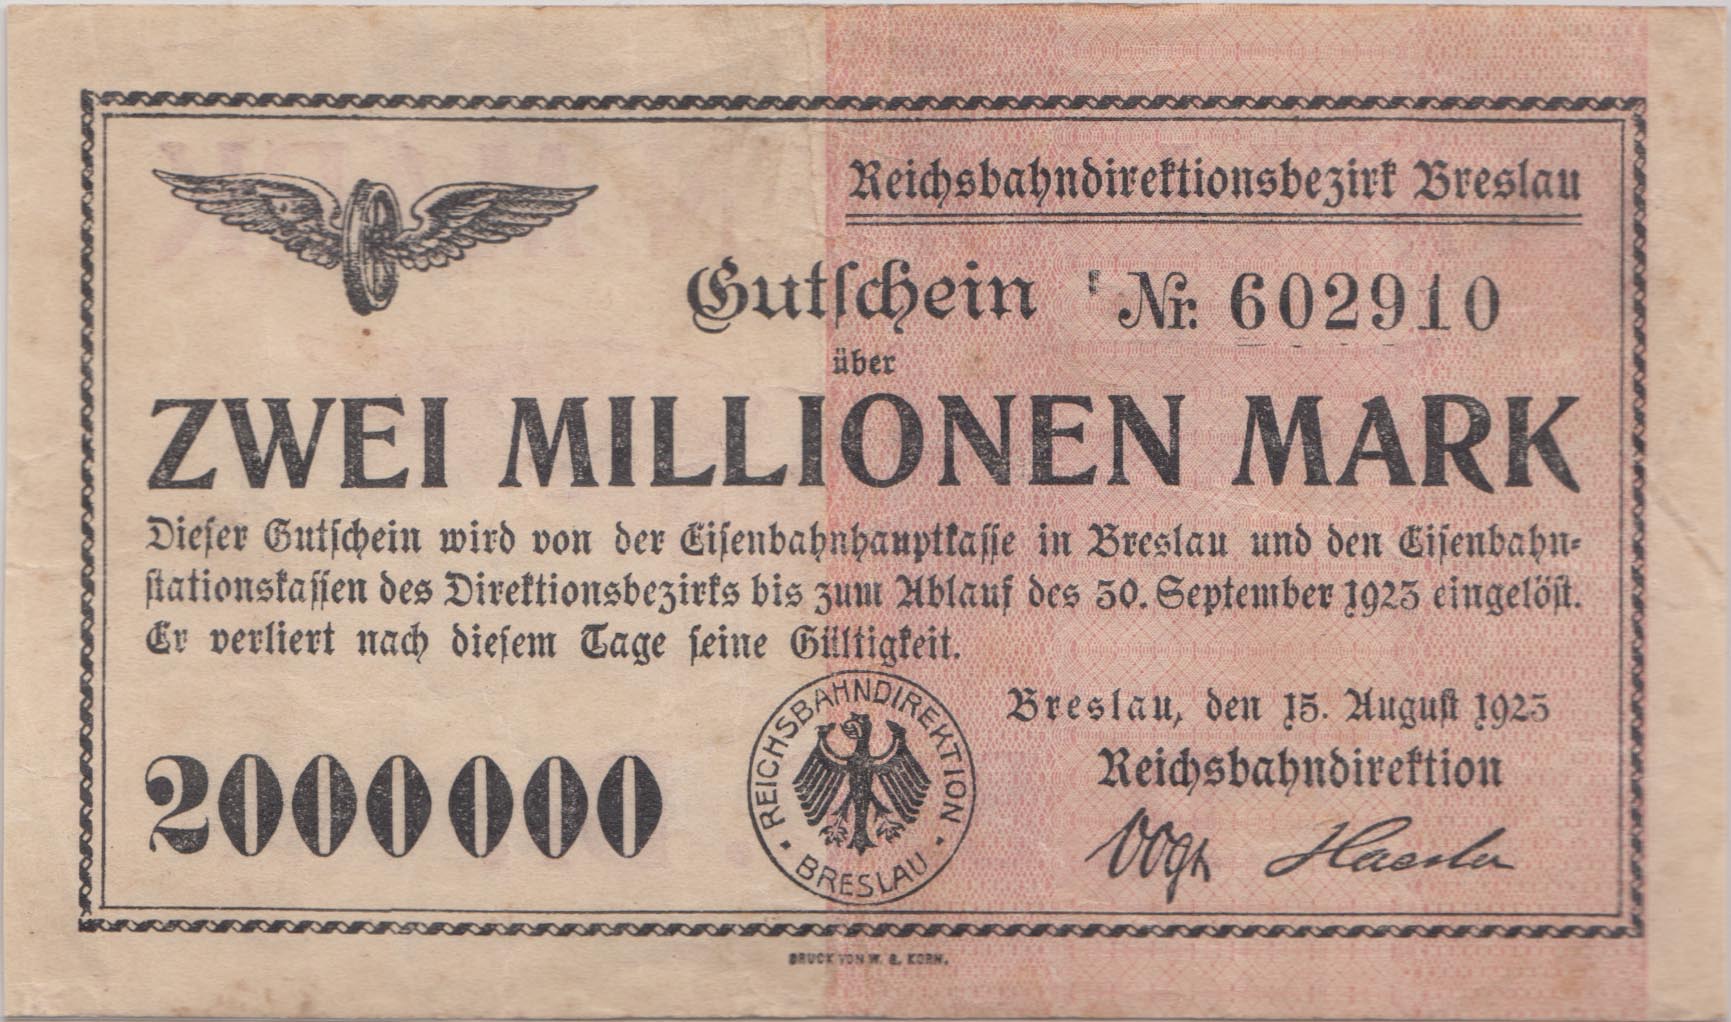 Reichsbahndirektionsbezirk Breslau
Gutschein Nr. 602910
über
ZWEI MILLIONEN MARK
Dieser Gutschein wird von der Eisenbahnhauptkasse in Breslau und den Eisenbahn-
stationskassen des Direktionsbezirks bis zum Ablauf des 30. September 1923 eingelöst.
Er verliert nach diesem Tage seine Gültigkeit.
Breslau, den 15. August 1923
Reichsbahndirektion
2000000
REICHSBAHNDIREKTION
BRESLAU
Vogt
DRUCK VON W. G. KORN.